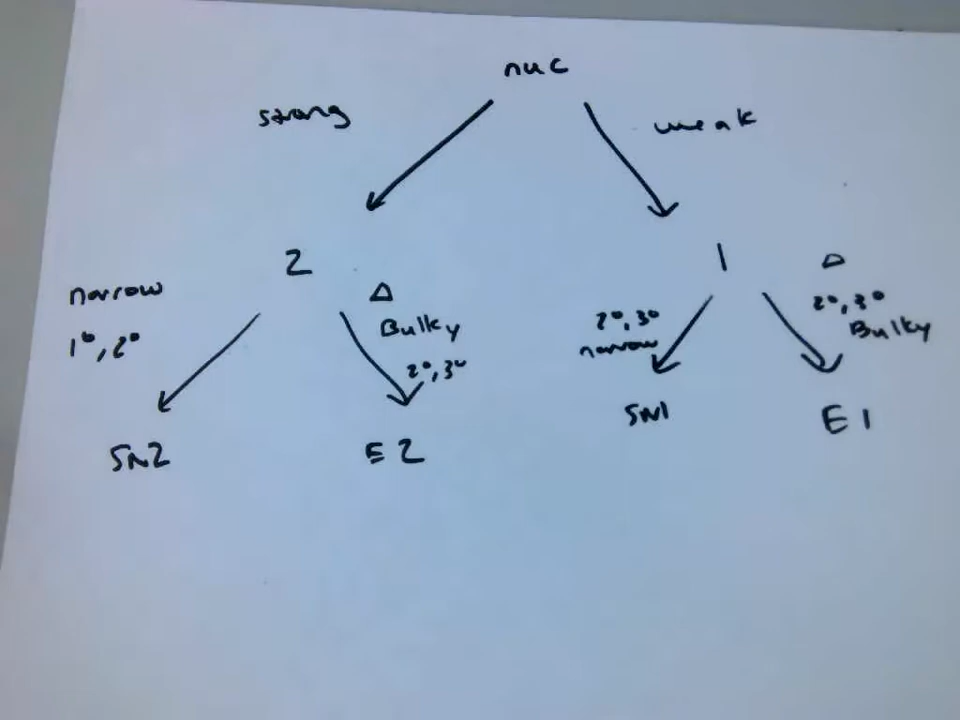 nuc
strong
weak
2
1
narrow
1°, 2°
Δ
Bulky
2°, 3°
2°, 3°
narrow
Δ
2°, 3°
Bulky
SN2
E2
SN1
E1